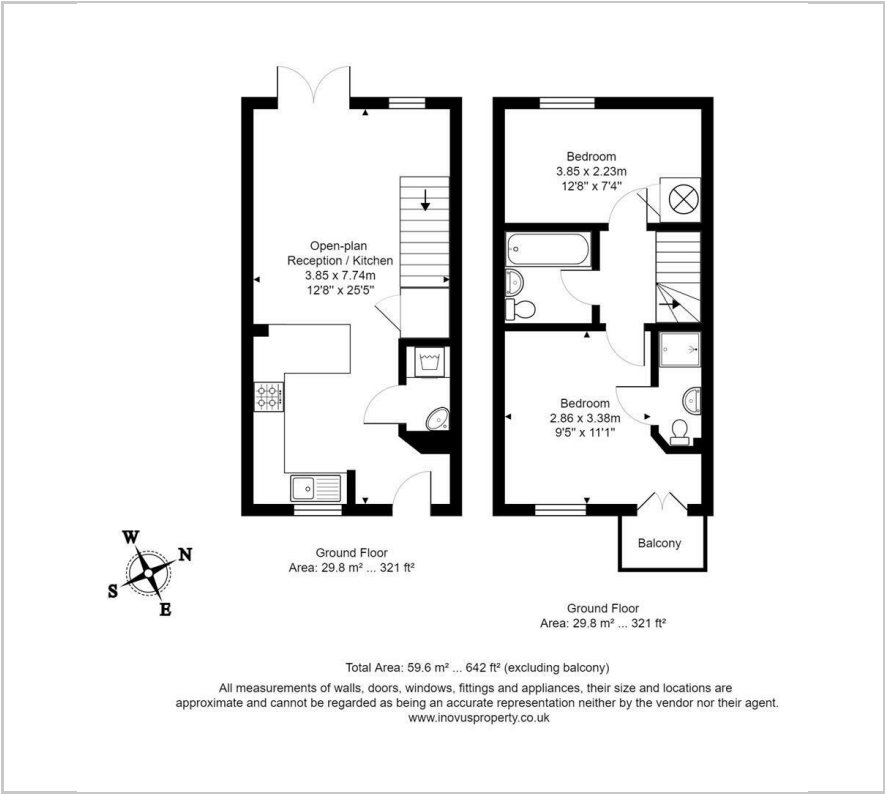 Open-plan
Reception / Kitchen
3.85 x 7.74m
12'8" x 25'5"
Ground Floor
Area: 29.8 m² ... 321 ft²
Bedroom
3.85 x 2.23m
12'8" x 7'4"
Bedroom
2.86 x 3.38m
9'5" x 11'1"
Balcony
Ground Floor
Area: 29.8 m² ... 321 ft²
W
N
S
E
Total Area: 59.6 m² ... 642 ft² (excluding balcony)
All measurements of walls, doors, windows, fittings and appliances, their size and locations are
approximate and cannot be regarded as being an accurate representation neither by the vendor nor their agent.
www.inovusproperty.co.uk